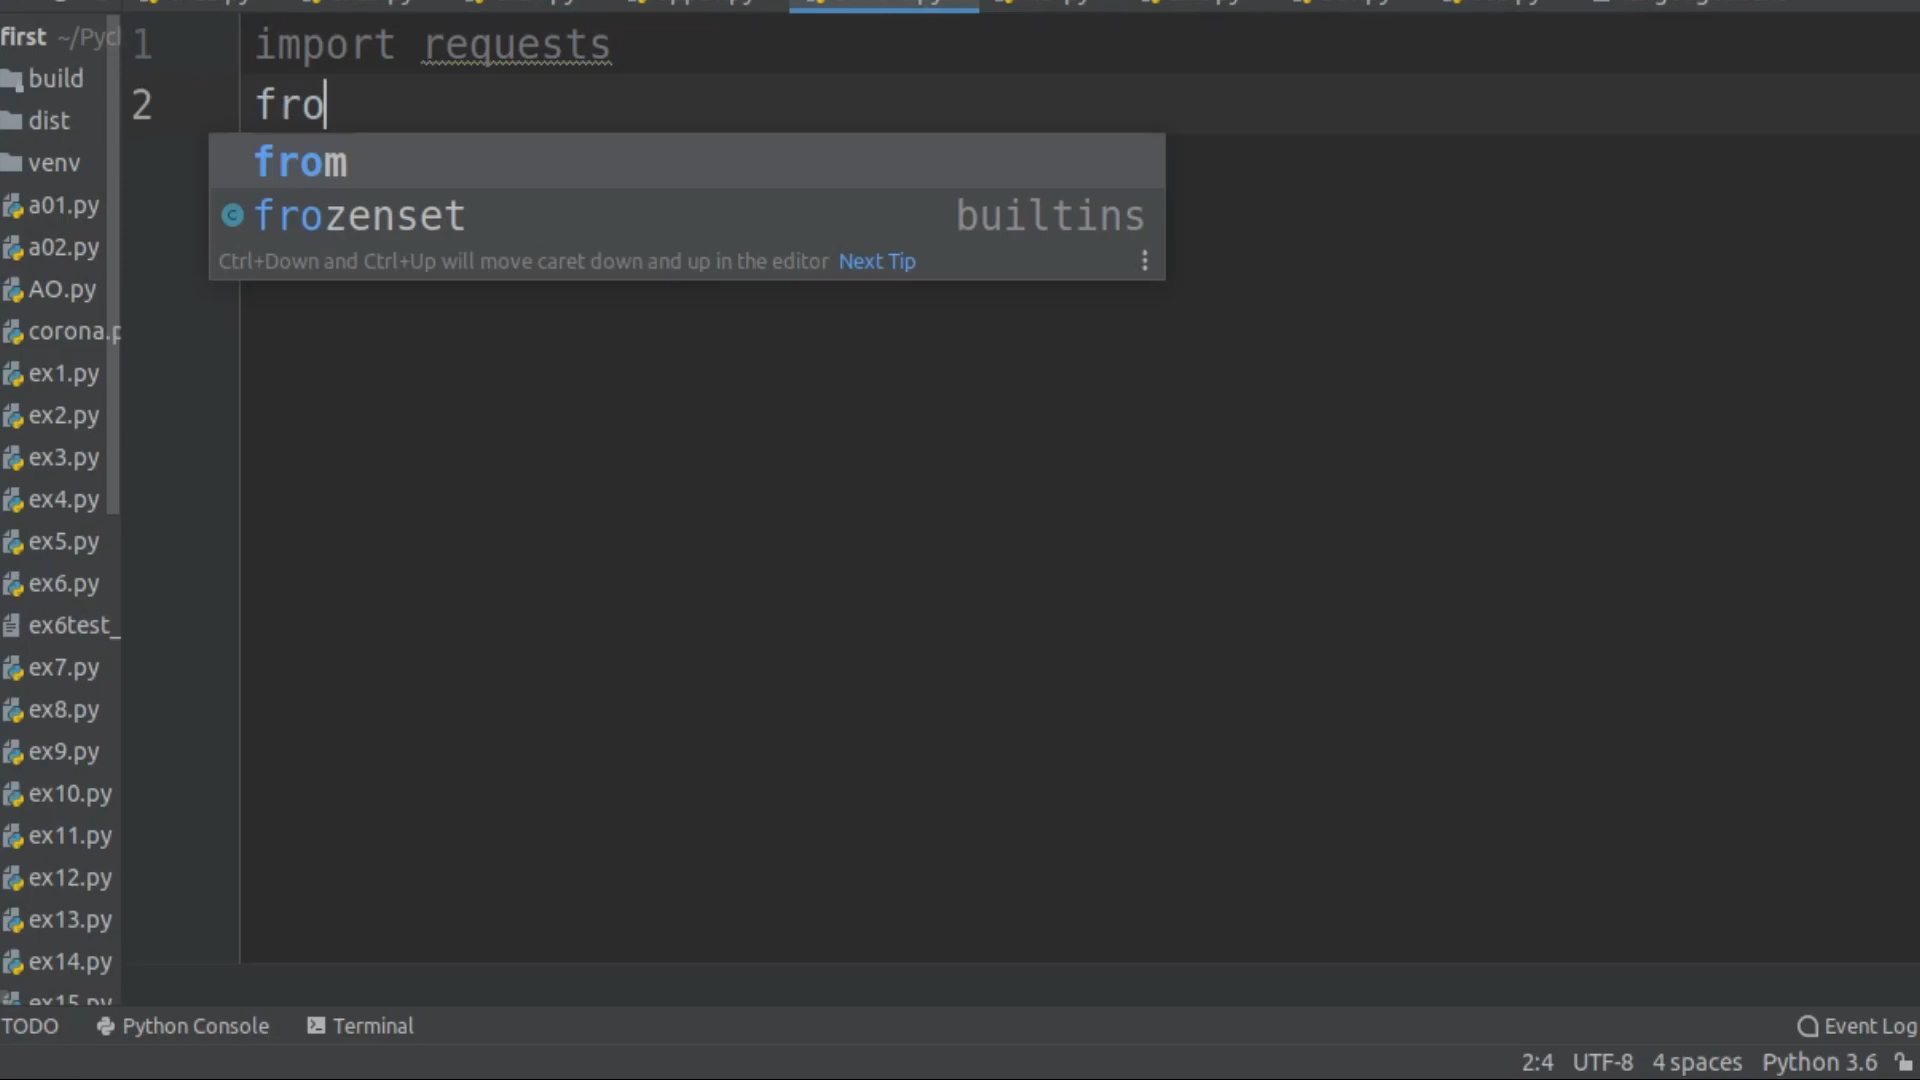 first ~/Pycl
build
dist
venv
a01.py
a02.py
AO.py
corona.p
ex1.py
ex2.py
ex3.py
ex4.py
ex5.py
ex6.py
ex6test_
ex7.py
ex8.py
ex9.py
ex10.py
ex11.py
ex12.py
ex13.py
ex14.py
ex15.py
1 import requests
2 fro
from
frozenset builtins
Ctrl+Down and Ctrl+Up will move caret down and up in the editor Next Tip
TODO Python Console Terminal Event Log
2:4 UTF-8 4 spaces Python 3.6